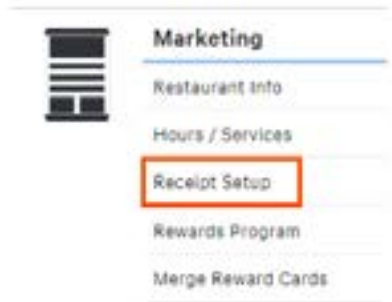 Marketing
Restaurant Info
Hours / Services
Receipt Setup
Rewards Program
Merge Reward Cards